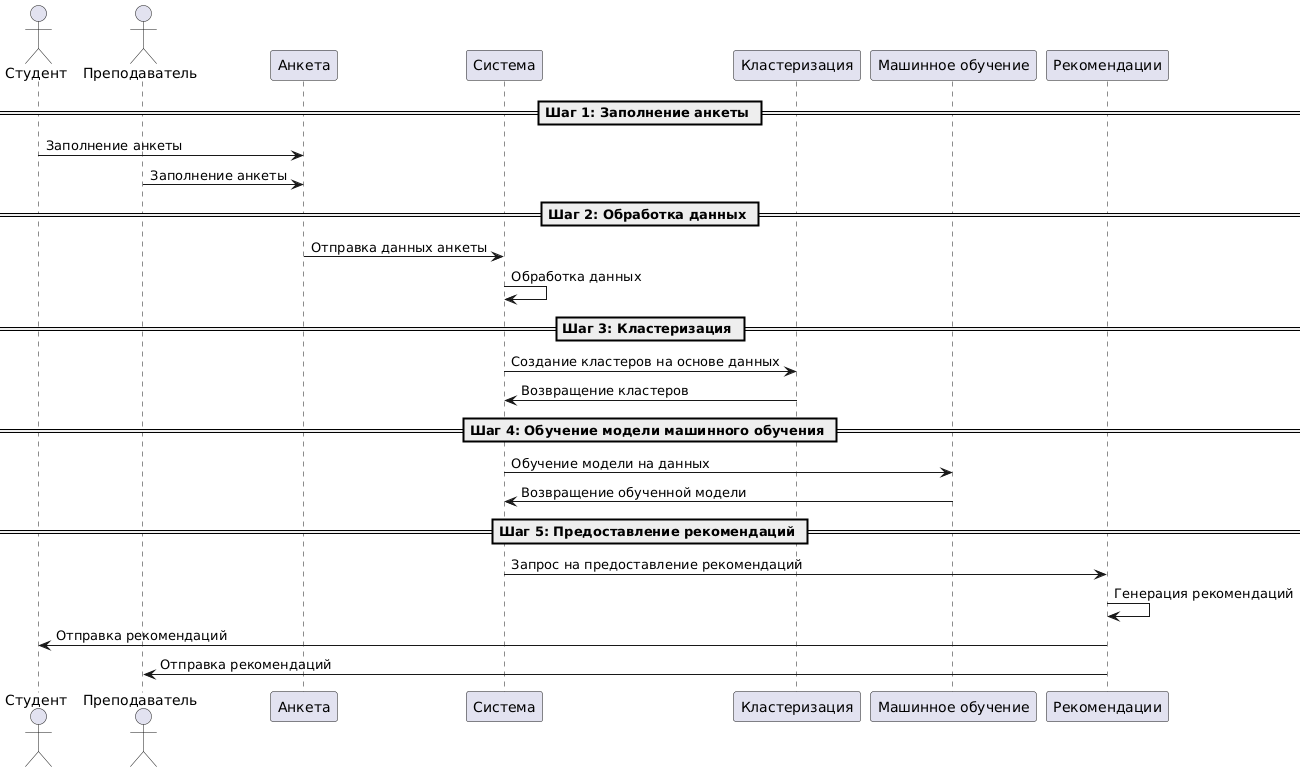 Студент
Преподаватель
Анкета
Система
Кластеризация
Машинное обучение
Рекомендации
Шаг 1: Заполнение анкеты
Заполнение анкеты
Заполнение анкеты
Шаг 2: Обработка данных
Отправка данных анкеты
Обработка данных
Шаг 3: Кластеризация
Создание кластеров на основе данных
Возвращение кластеров
Шаг 4: Обучение модели машинного обучения
Обучение модели на данных
Возвращение обученной модели
Шаг 5: Предоставление рекомендаций
Запрос на предоставление рекомендаций
Генерация рекомендаций
Отправка рекомендаций
Отправка рекомендаций
Студент
Преподаватель
Анкета
Система
Кластеризация
Машинное обучение
Рекомендации